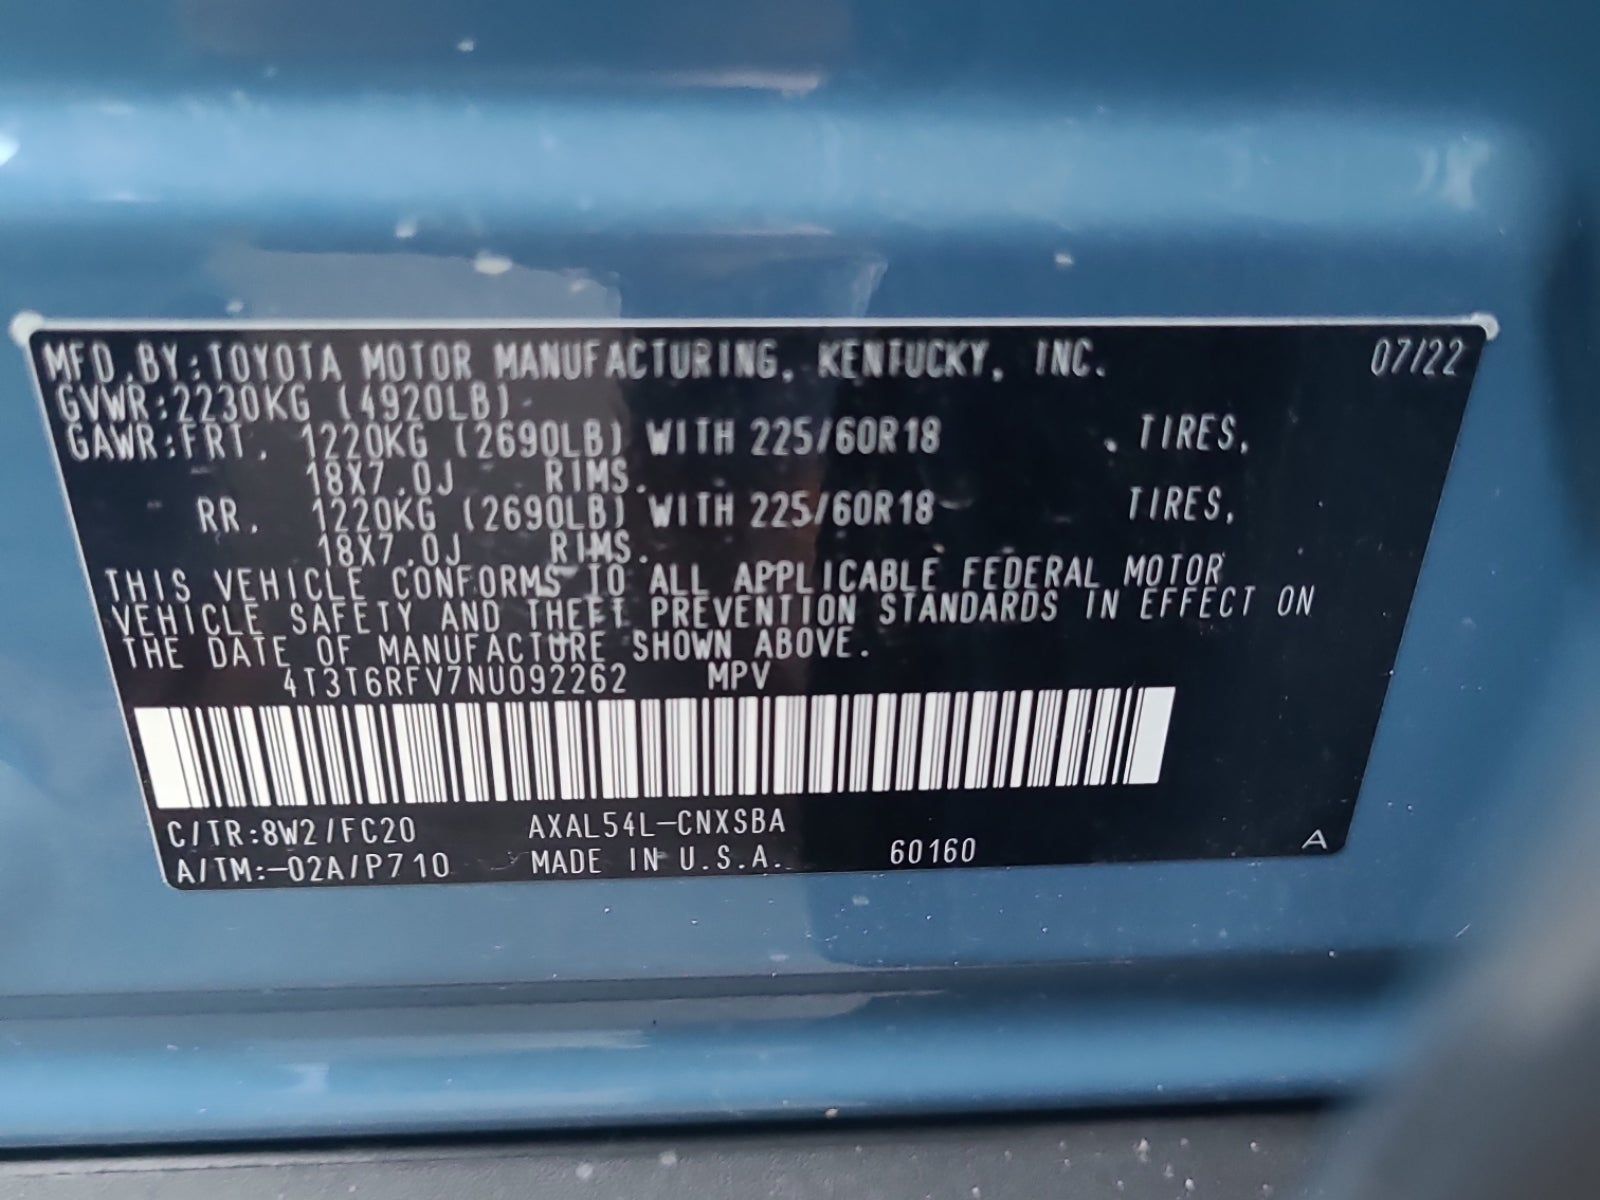 MFD.BY:TOYOTA MOTOR MANUFACTURING, KENTUCKY, INC. 07/22
GVWR:2230KG (4920LB)
GAWR:FRT. 1220KG (2690LB) WITH 225/60R18 TIRES,
18X7.0J RIMS.
RR. 1220KG (2690LB) WITH 225/60R18 TIRES,
18X7.0J RIMS.
THIS VEHICLE CONFORMS TO ALL APPLICABLE FEDERAL MOTOR
VEHICLE SAFETY AND THEFT PREVENTION STANDARDS IN EFFECT ON
THE DATE OF MANUFACTURE SHOWN ABOVE.
4T3T6RFV7NU092262 MPV
C/TR:8W2/FC20 AXAL54L-CNXSBA
A/TM:-02A/P710 MADE IN U.S.A. 60160 A